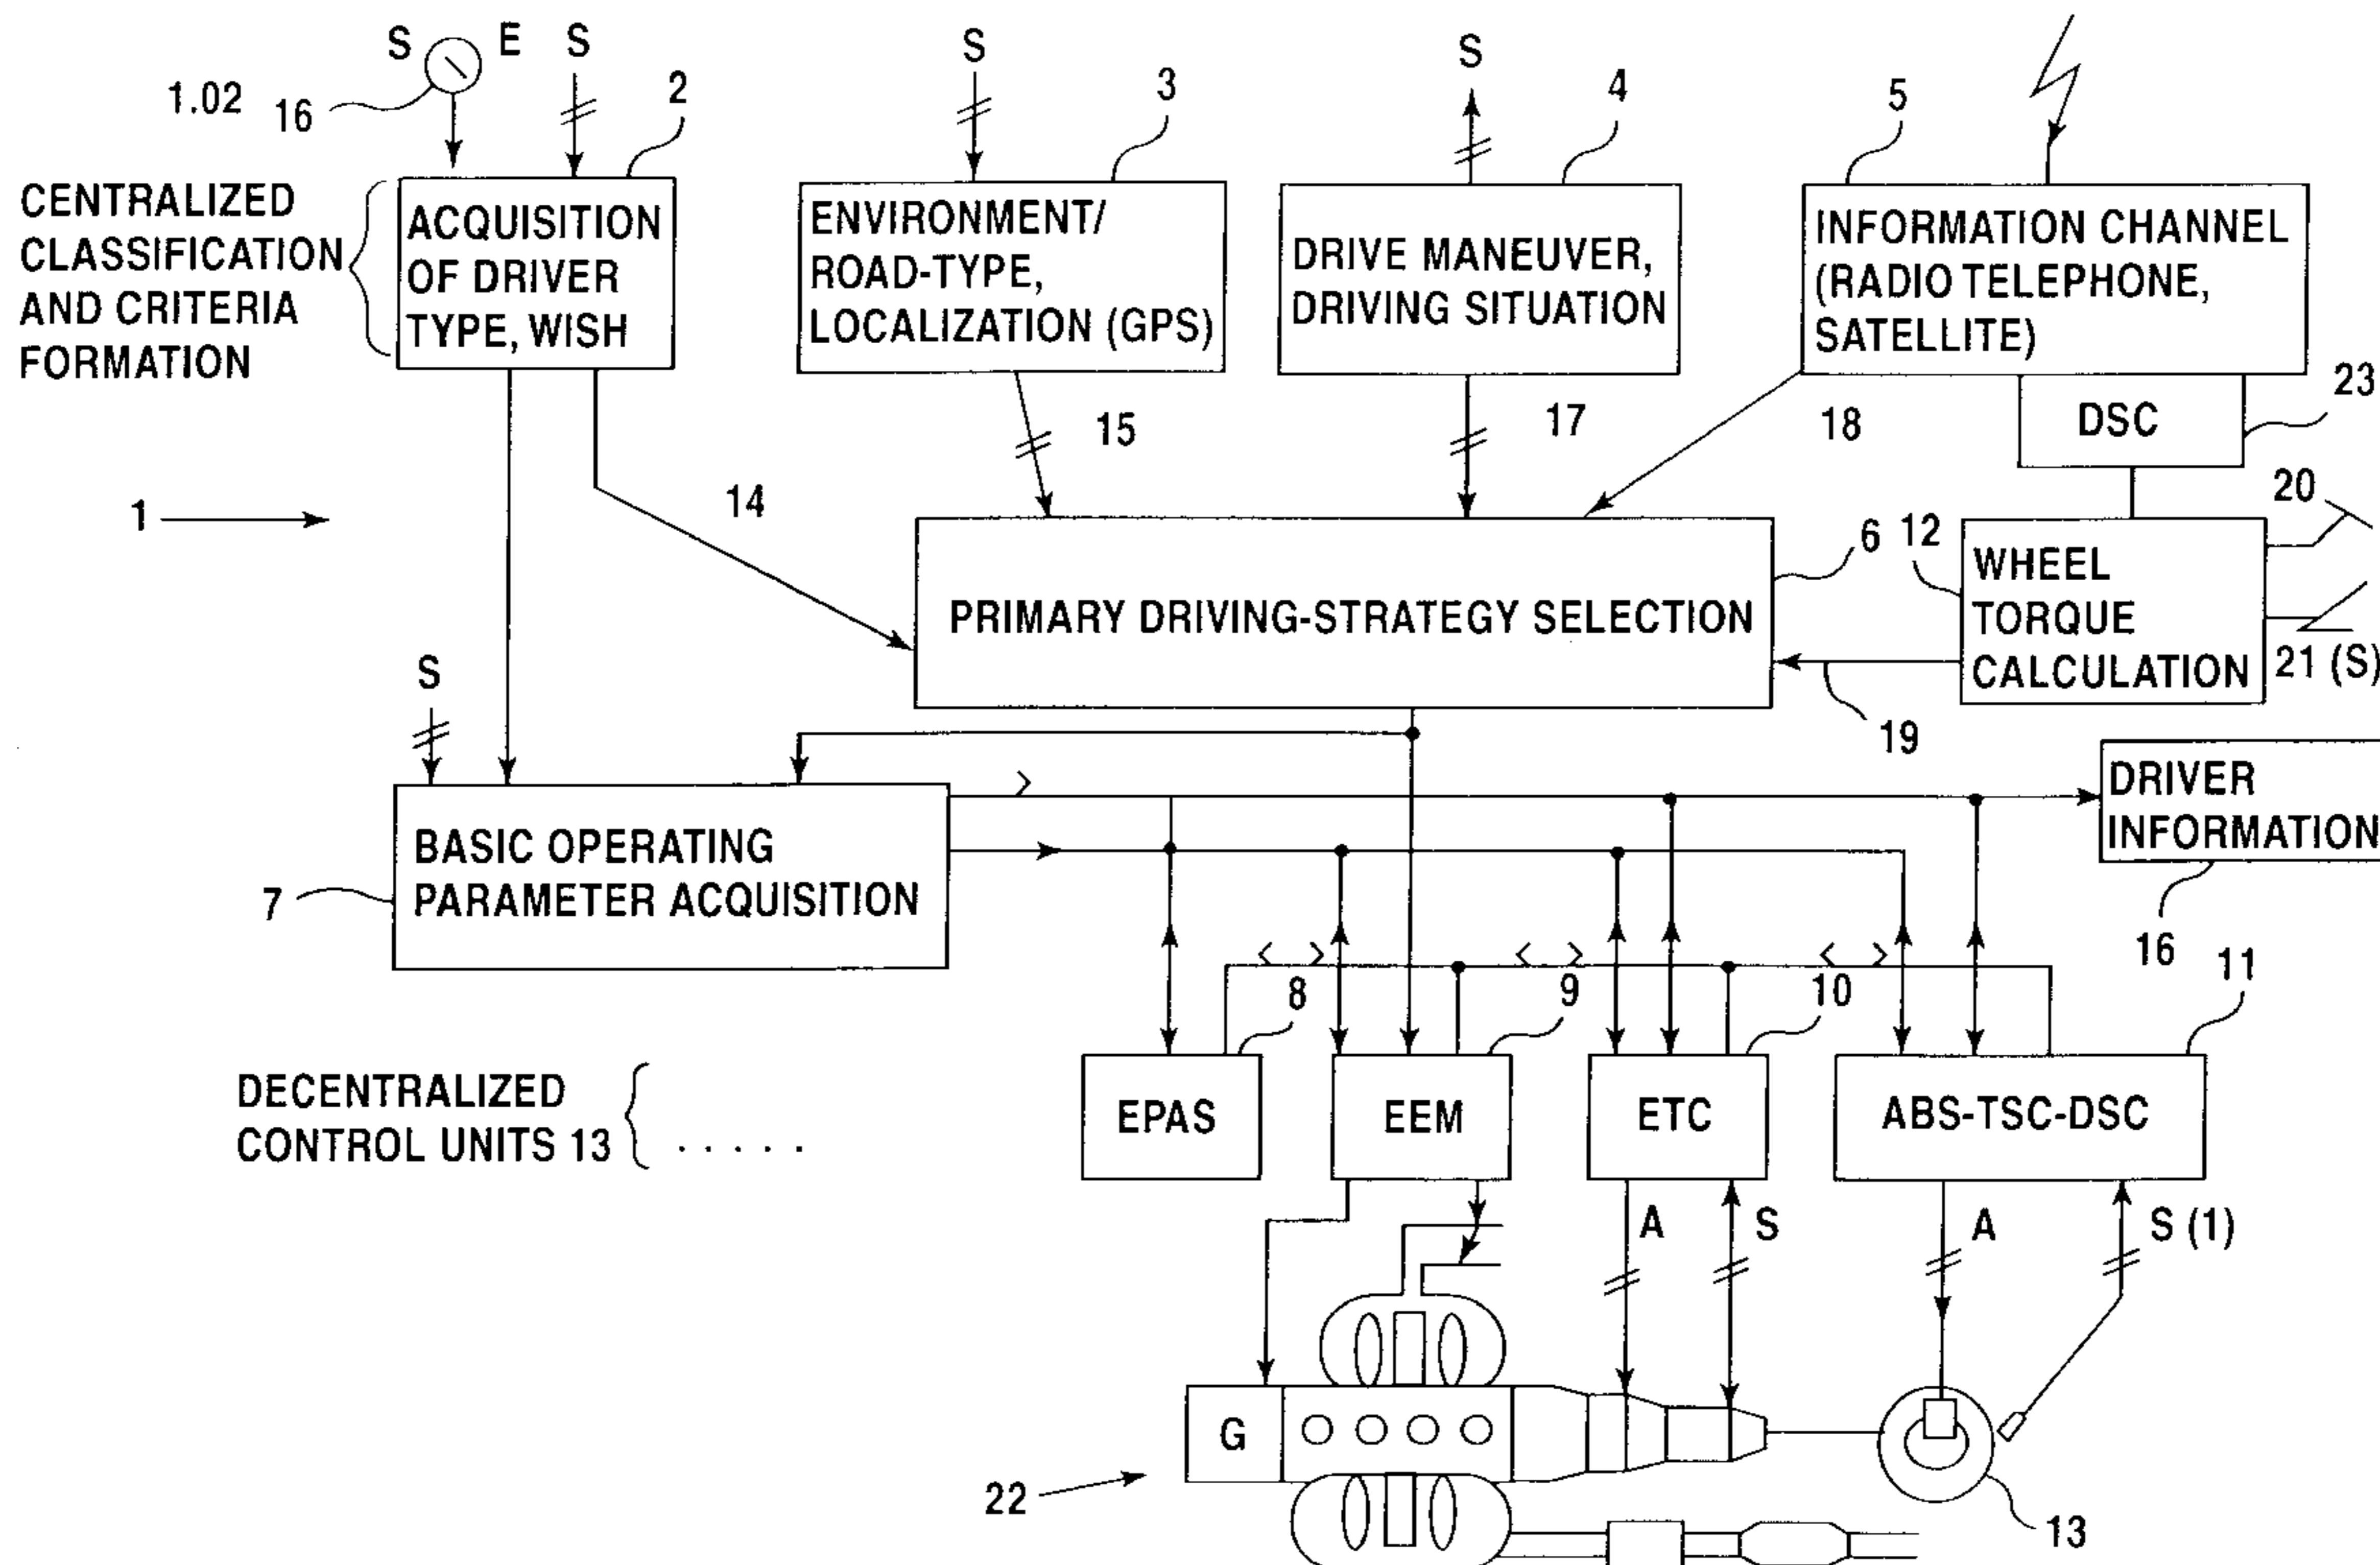 S
E
S
S
S
1.02
16
2
3
4
5
CENTRALIZED
CLASSIFICATION
AND CRITERIA
FORMATION
ACQUISITION
OF DRIVER
TYPE, WISH
ENVIRONMENT/
ROAD-TYPE,
LOCALIZATION (GPS)
DRIVE MANEUVER,
DRIVING SITUATION
INFORMATION CHANNEL
(RADIO TELEPHONE,
SATELLITE)
23
DSC
15
17
18
14
1
20
6
12
PRIMARY DRIVING-STRATEGY SELECTION
WHEEL
TORQUE
CALCULATION
21 (S)
19
S
BASIC OPERATING
PARAMETER ACQUISITION
7
DRIVER
INFORMATION
16
8
9
10
11
DECENTRALIZED
CONTROL UNITS 13
. . . . .
EPAS
EEM
ETC
ABS-TSC-DSC
A
S
A
S (1)
G
22
13